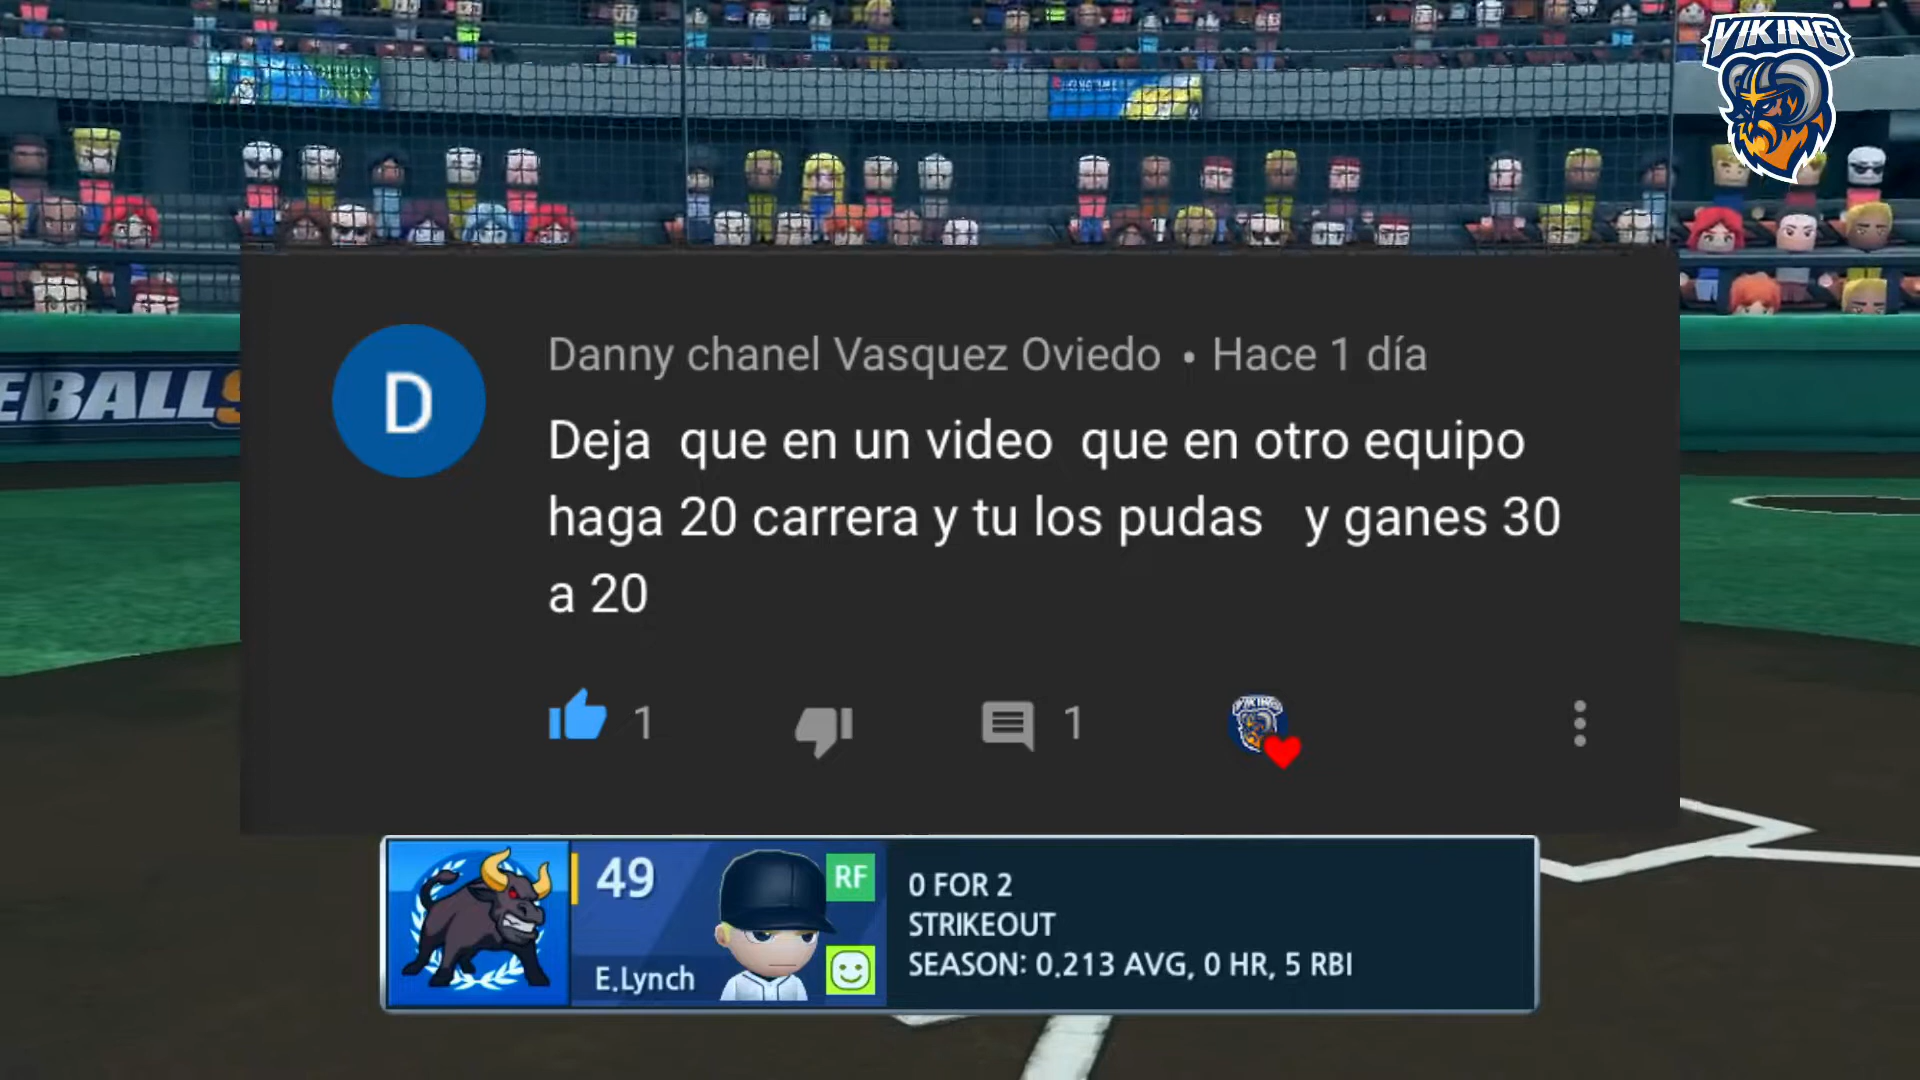 VIKING
EBALL9
Danny chanel Vasquez Oviedo • Hace 1 día
Deja que en un video que en otro equipo
haga 20 carrera y tu los pudas y ganes 30
a 20
1
1
VIKING
49
RF
E.Lynch
0 FOR 2
STRIKEOUT
SEASON: 0.213 AVG, 0 HR, 5 RBI